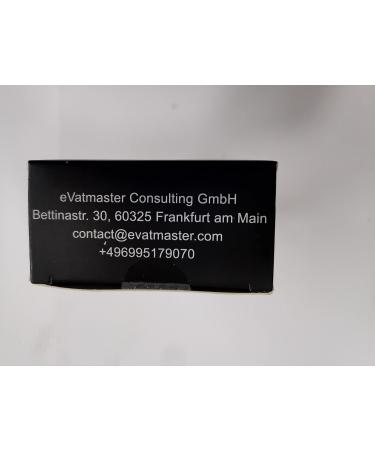 eVatmaster Consulting GmbH
Bettinastr. 30, 60325 Frankfurt am Main
contact@evatmaster.com
+496995179070